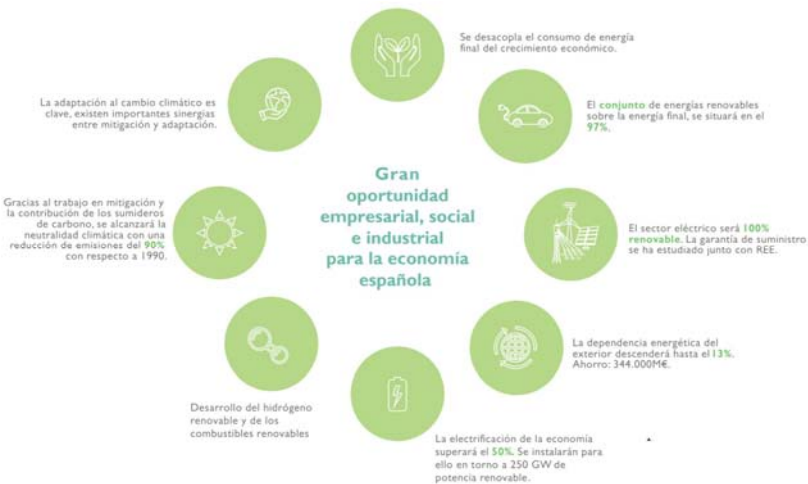 Se desacopla el consumo de energía
final del crecimiento económico.
El conjunto de energías renovables
sobre la energía final, se situará en el
97%.
El sector eléctrico será 100%
renovable. La garantía de suministro
se ha estudiado junto con REE.
La dependencia energética del
exterior descenderá hasta el 13%.
Ahorro: 344.000M€.
La electrificación de la economía
superará el 50%. Se instalarán para
ello en torno a 250 GW de
potencia renovable.
Desarrollo del hidrógeno
renovable y de los
combustibles renovables
Gracias al trabajo en mitigación y
la contribución de los sumideros
de carbono, se alcanzará la
neutralidad climática con una
reducción de emisiones del 90%
con respecto a 1990.
La adaptación al cambio climático es
clave, existen importantes sinergias
entre mitigación y adaptación.
Gran
oportunidad
empresarial, social
e industrial
para la economía
española